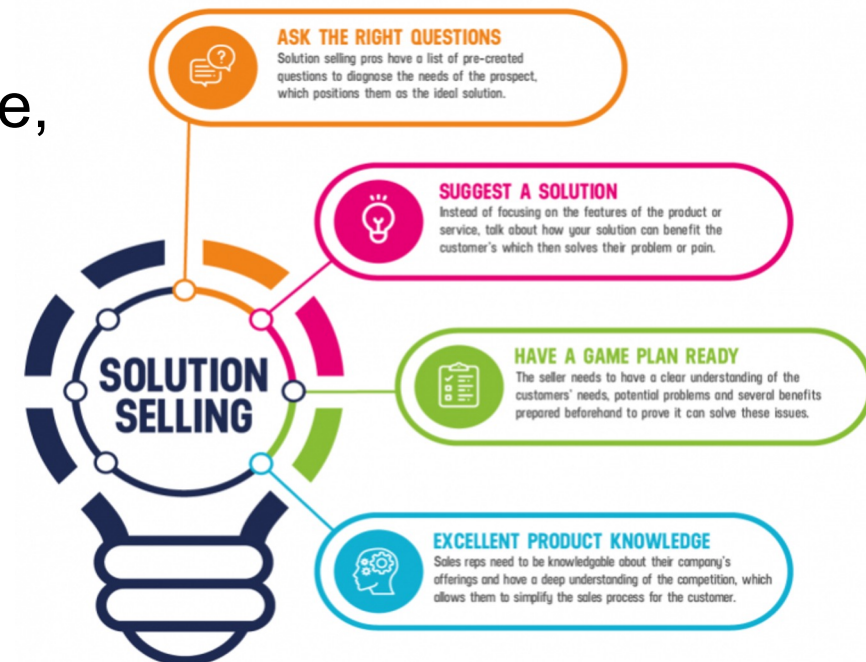 e,
ASK THE RIGHT QUESTIONS
Solution selling pros have a list of pre-created
questions to diagnose the needs of the prospect,
which positions them as the ideal solution.
SUGGEST A SOLUTION
Instead of focusing on the features of the product or
service, talk about how your solution can benefit the
customer's which then solves their problem or pain.
SOLUTION
SELLING
HAVE A GAME PLAN READY
The seller needs to have a clear understanding of the
customers' needs, potential problems and several benefits
prepared beforehand to prove it can solve these issues.
EXCELLENT PRODUCT KNOWLEDGE
Sales reps need to be knowledgable about their company's
offerings and have a deep understanding of the competition, which
allows them to simplify the sales process for the customer.